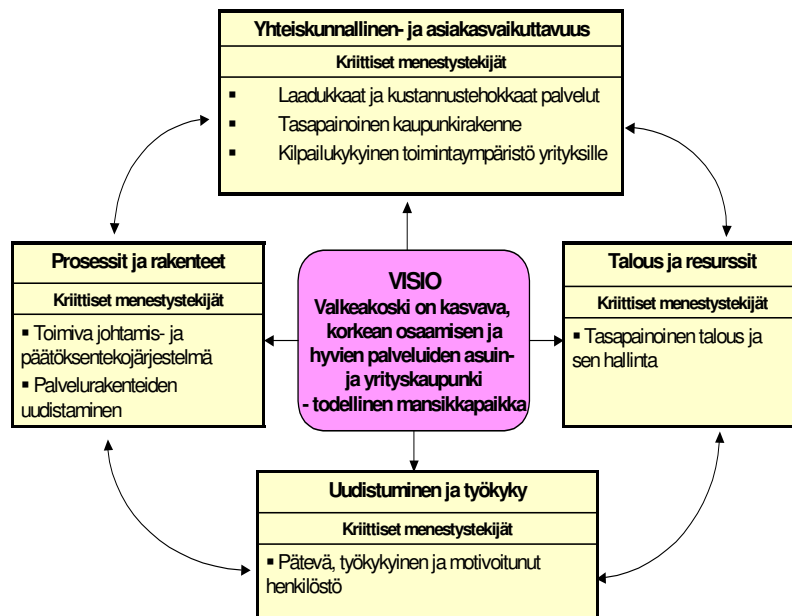 Yhteiskunnallinen- ja asiakasvaikuttavuus
Kriittiset menestystekijät
▪ Laadukkaat ja kustannustehokkaat palvelut
▪ Tasapainoinen kaupunkirakenne
▪ Kilpailukykyinen toimintaympäristö yrityksille
Prosessit ja rakenteet
Kriittiset menestystekijät
▪ Toimiva johtamis- ja
päätöksentekojärjestelmä
▪ Palvelurakenteiden
uudistaminen
VISIO
Valkeakoski on kasvava,
korkean osaamisen ja
hyvien palveluiden asuin-
ja yrityskaupunki
- todellinen mansikkapaikka
Talous ja resurssit
Kriittiset menestystekijät
▪ Tasapainoinen talous ja
sen hallinta
Uudistuminen ja työkyky
Kriittiset menestystekijät
▪ Pätevä, työkykyinen ja motivoitunut
henkilöstö